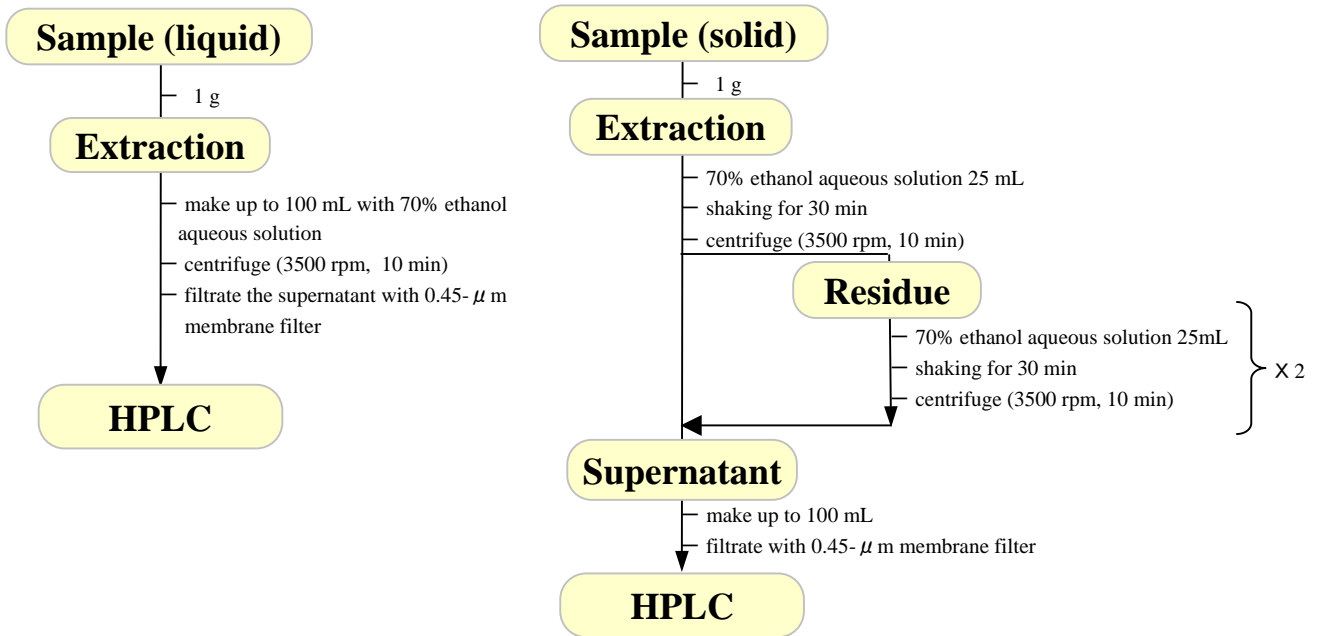 Sample (liquid)
1 g
Extraction
make up to 100 mL with 70% ethanol
aqueous solution
centrifuge (3500 rpm, 10 min)
filtrate the supernatant with 0.45- μ m
membrane filter
HPLC
Sample (solid)
1 g
Extraction
70% ethanol aqueous solution 25 mL
shaking for 30 min
centrifuge (3500 rpm, 10 min)
Residue
70% ethanol aqueous solution 25mL
shaking for 30 min
centrifuge (3500 rpm, 10 min)
X 2
Supernatant
make up to 100 mL
filtrate with 0.45- μ m membrane filter
HPLC